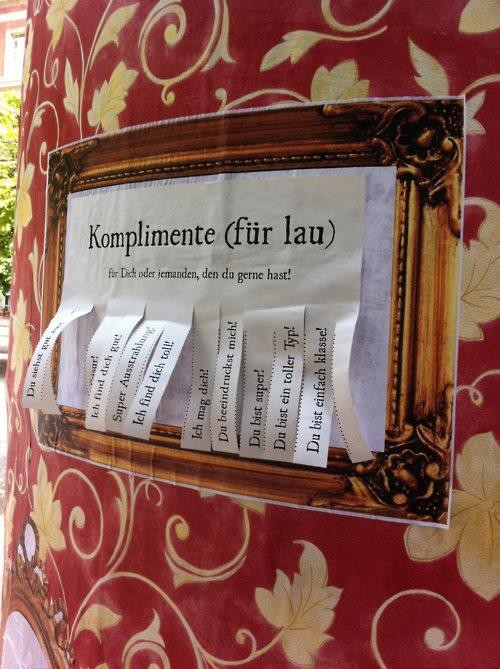 Komplimente (für lau)
für Dich oder jemanden, den du gerne hast!
Du siehst gut
Ich find dich gut!
Super Ausstrahlung!
Ich find dich toll!
Ich mag dich!
Du beeindruckst mich!
Du bist super!
Du bist ein toller Typ!
Du bist einfach klasse!